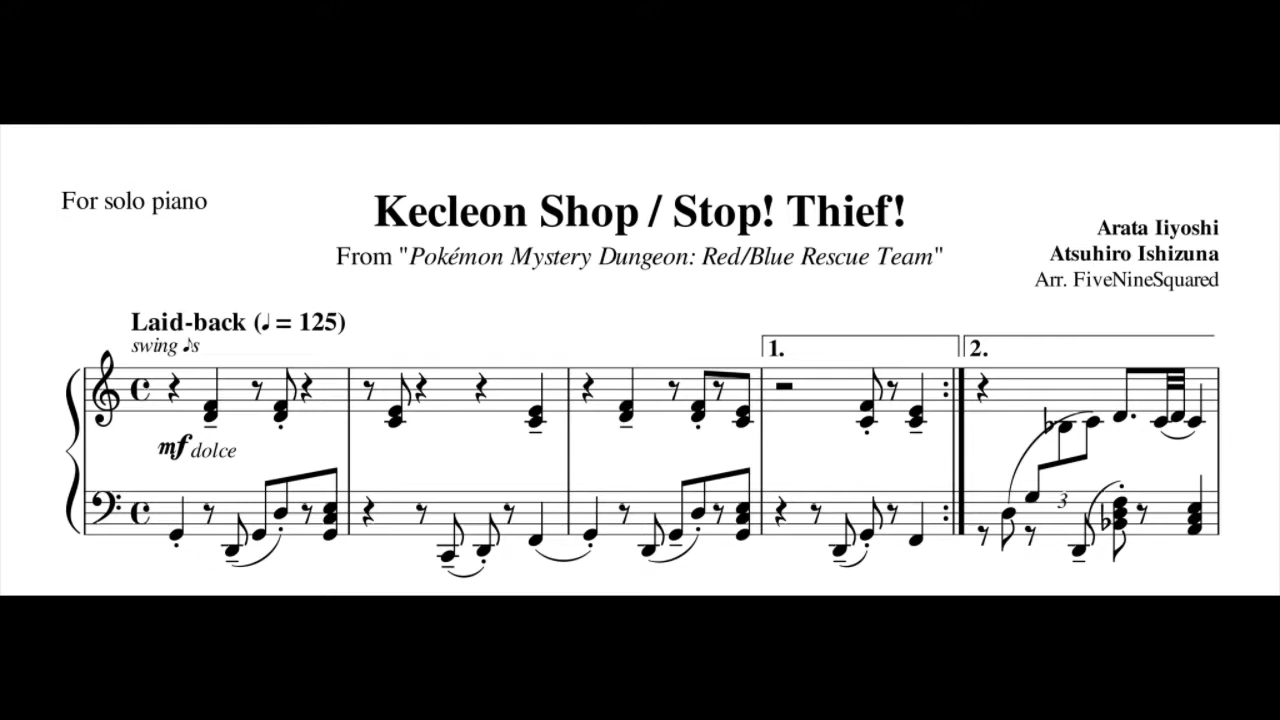 For solo piano
Kecleon Shop / Stop! Thief!
From "Pokémon Mystery Dungeon: Red/Blue Rescue Team"
Arata Iiyoshi
Atsuhiro Ishizuna
Arr. FiveNineSquared
Laid-back (♩ = 125)
swing ♪s
1.
2.
mf dolce
3